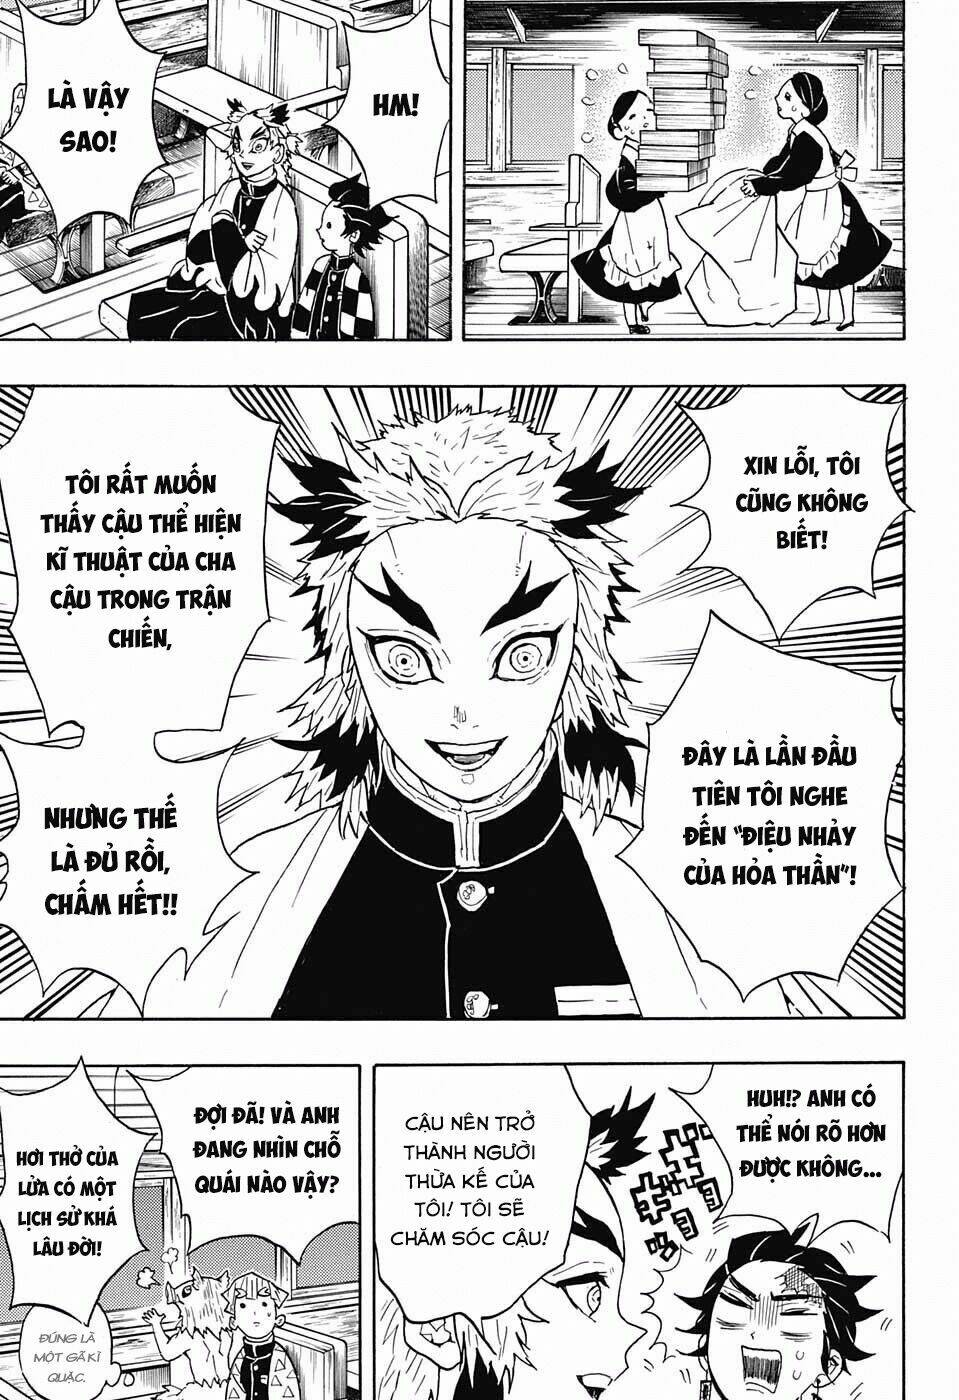 HM!
LÀ VẬY
SAO!
XIN LỖI, TÔI
CŨNG KHÔNG
BIẾT!
ĐÂY LÀ LẦN ĐẦU
TIÊN TÔI NGHE
ĐẾN "ĐIỆU NHẢY
CỦA HỎA THẦN"!
TÔI RẤT MUỐN
THẤY CẬU THỂ HIỆN
KĨ THUẬT CỦA CHA
CẬU TRONG TRẬN
CHIẾN,
NHƯNG THẾ
LÀ ĐỦ RỒI,
CHẤM HẾT!!
HUH!? ANH CÓ
THỂ NÓI RÕ HƠN
ĐƯỢC KHÔNG...
CẬU NÊN TRỞ
THÀNH NGƯỜI
THỪA KẾ CỦA
TÔI! TÔI SẼ
CHĂM SÓC CẬU!
ĐỢI ĐÃ! VÀ ANH
ĐANG NHÌN CHỖ
QUÁI NÀO VẬY?
HƠI THỞ CỦA
LỬA CÓ MỘT
LỊCH SỬ KHÁ
LÂU ĐỜI!
ĐÚNG LÀ
MỘT GÃ KÌ
QUẶC.